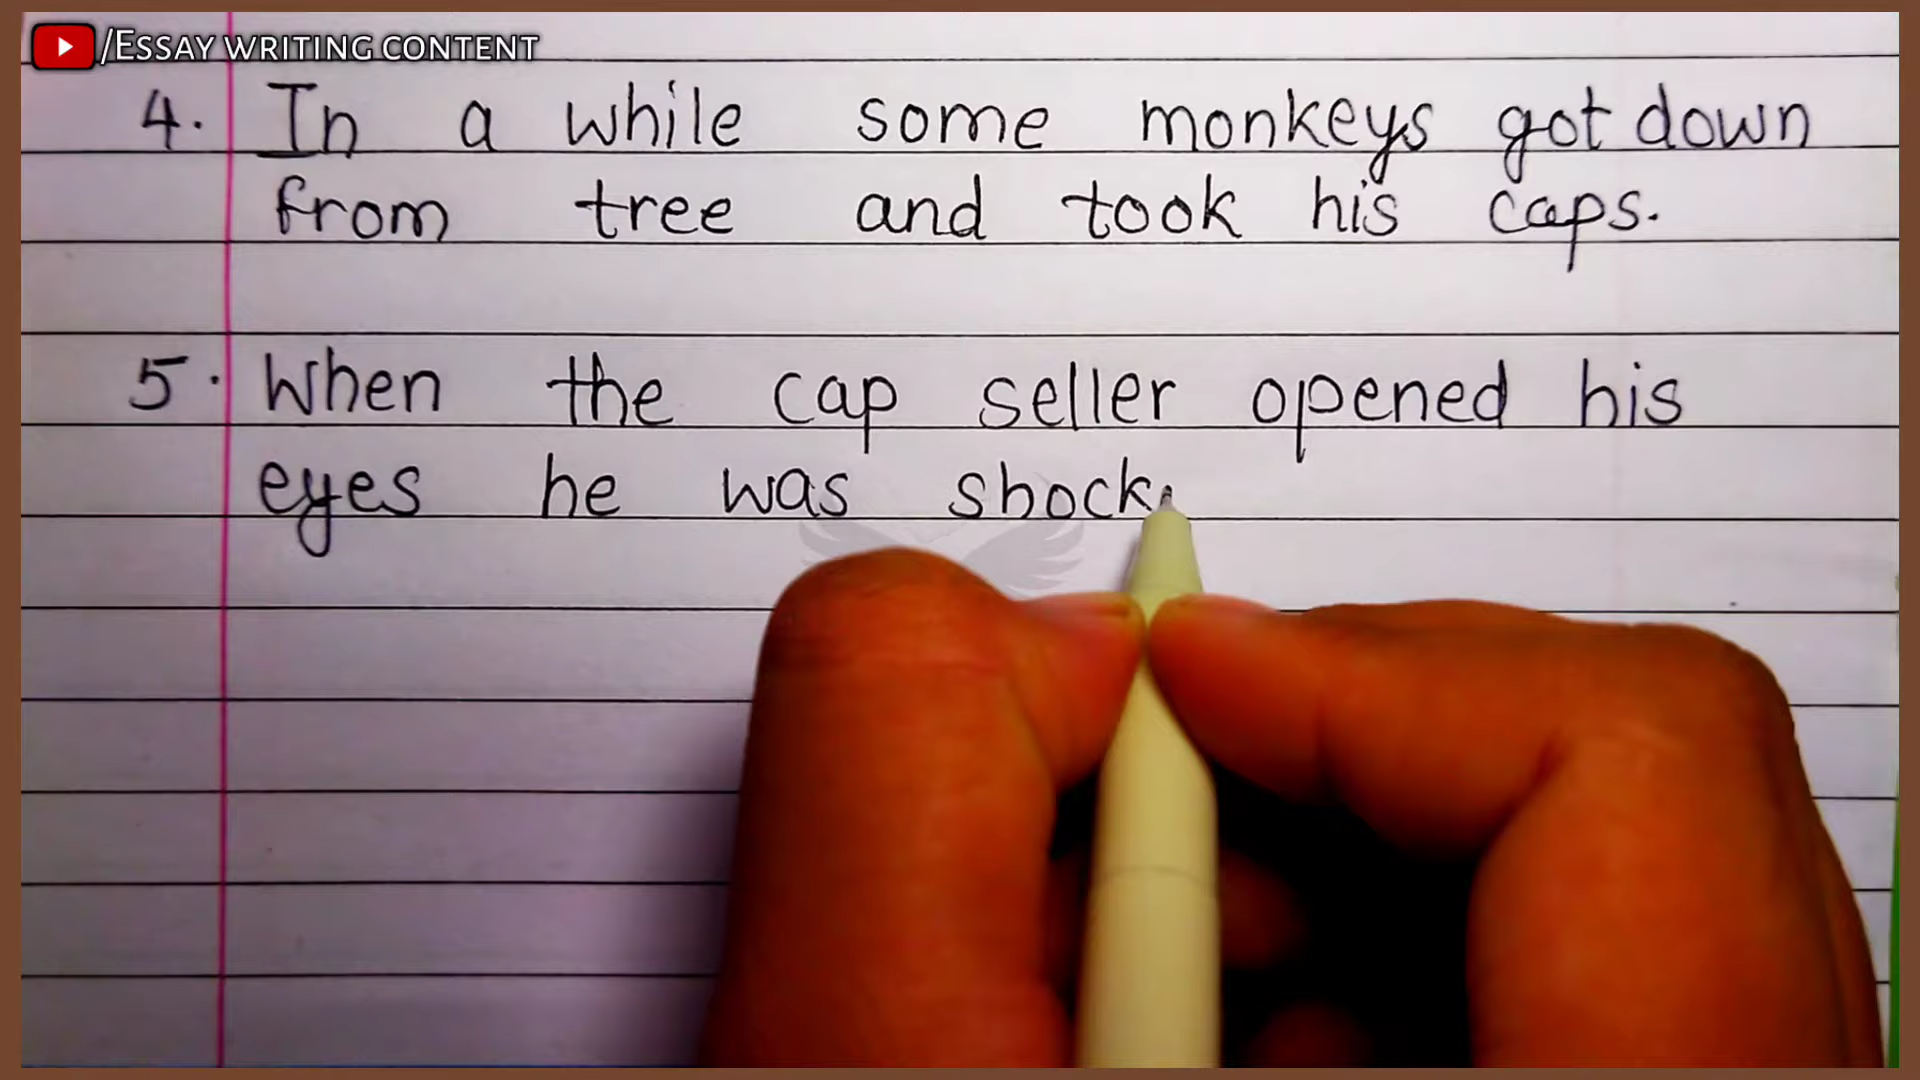 /ESSAY WRITING CONTENT
4. In a while some monkeys got down
from tree and took his caps.
5. When the cap seller opened his
eyes he was shock